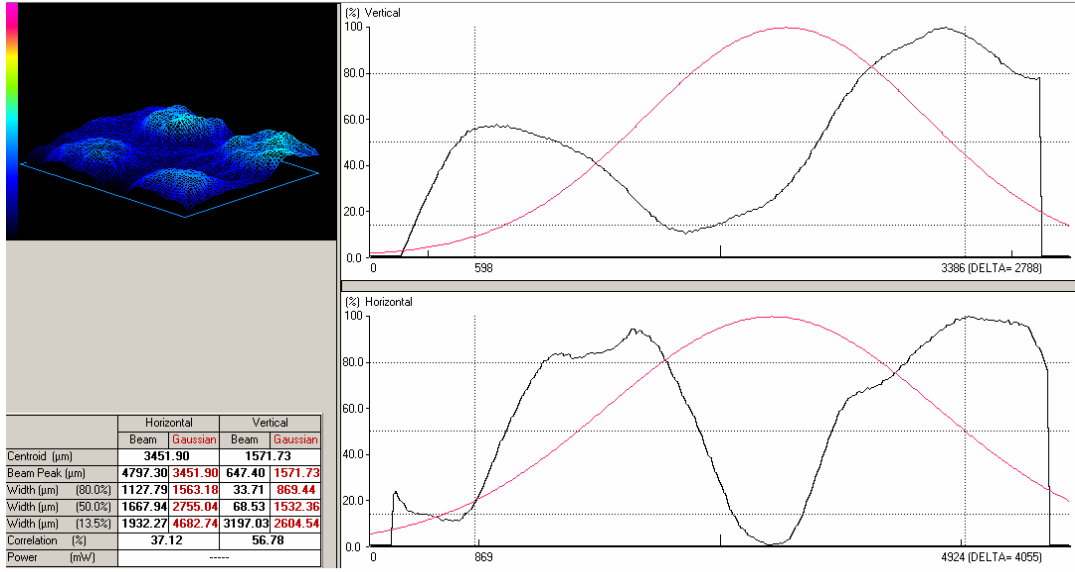 (%) Vertical
100
80.0
60.0
40.0
20.0
0.0
0 598 3386 (DELTA= 2788)
(%) Horizontal
100
80.0
60.0
40.0
20.0
0.0
0 869 4924 (DELTA= 4055)
Horizontal Vertical
Beam Gaussian Beam Gaussian
Centroid (µm) 3451.90 1571.73
Beam Peak (µm) 4797.30 3451.90 647.40 1571.73
Width (µm) (80.0%) 1127.79 1563.18 33.71 869.44
Width (µm) (50.0%) 1667.94 2755.04 68.53 1532.36
Width (µm) (13.5%) 1932.27 4682.74 3197.03 2604.54
Correlation (%) 37.12 56.78
Power (mW) -----